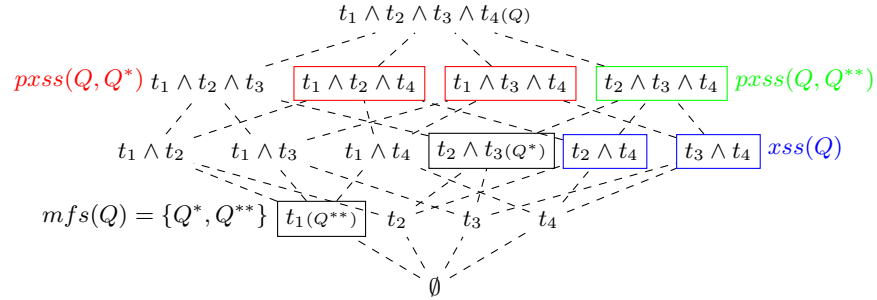 t₁ ∧ t₂ ∧ t₃ ∧ t₄(Q)
pxss(Q, Q*) t₁ ∧ t₂ ∧ t₃ t₁ ∧ t₂ ∧ t₄ t₁ ∧ t₃ ∧ t₄ t₂ ∧ t₃ ∧ t₄ pxss(Q, Q**)
t₁ ∧ t₂ t₁ ∧ t₃ t₁ ∧ t₄ t₂ ∧ t₃(Q*) t₂ ∧ t₄ t₃ ∧ t₄ xss(Q)
mfs(Q) = {Q*, Q**} t₁(Q**) t₂ t₃ t₄
∅